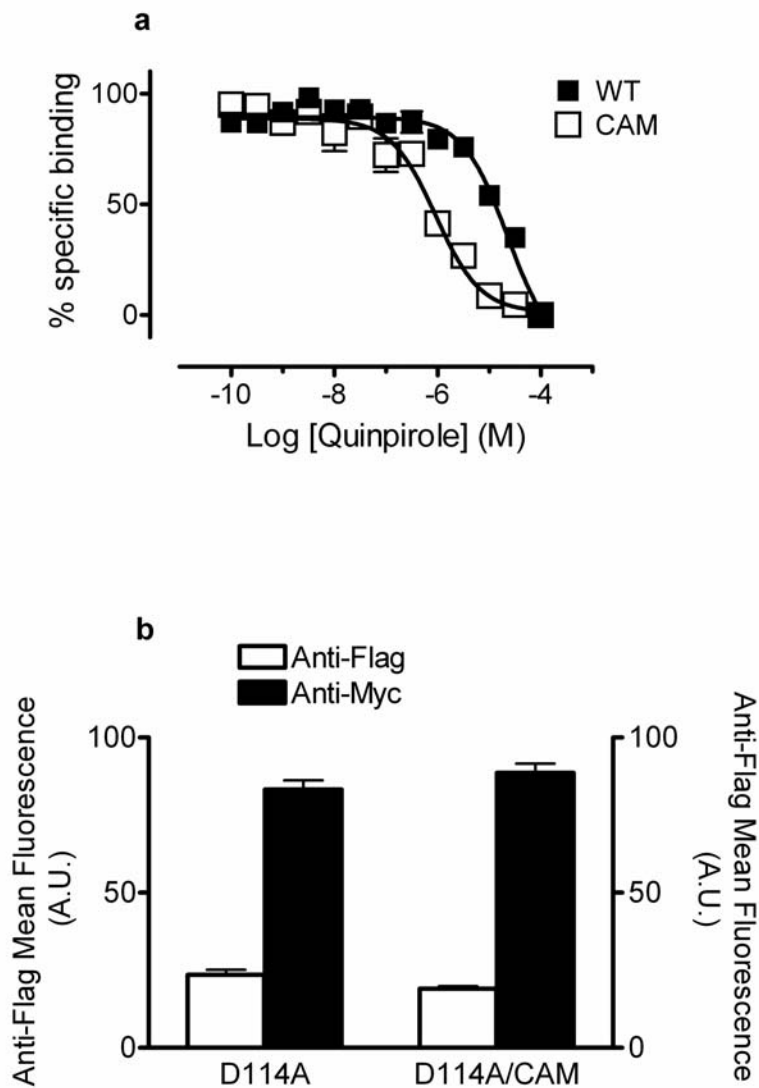 a
100
50
0
% specific binding
WT
CAM
-10 -8 -6 -4
Log [Quinpirole] (M)
b
Anti-Flag
Anti-Myc
Anti-Flag Mean Fluorescence
(A.U.)
100
50
0
100
50
0
Anti-Flag Mean Fluorescence
(A.U.)
D114A D114A/CAM